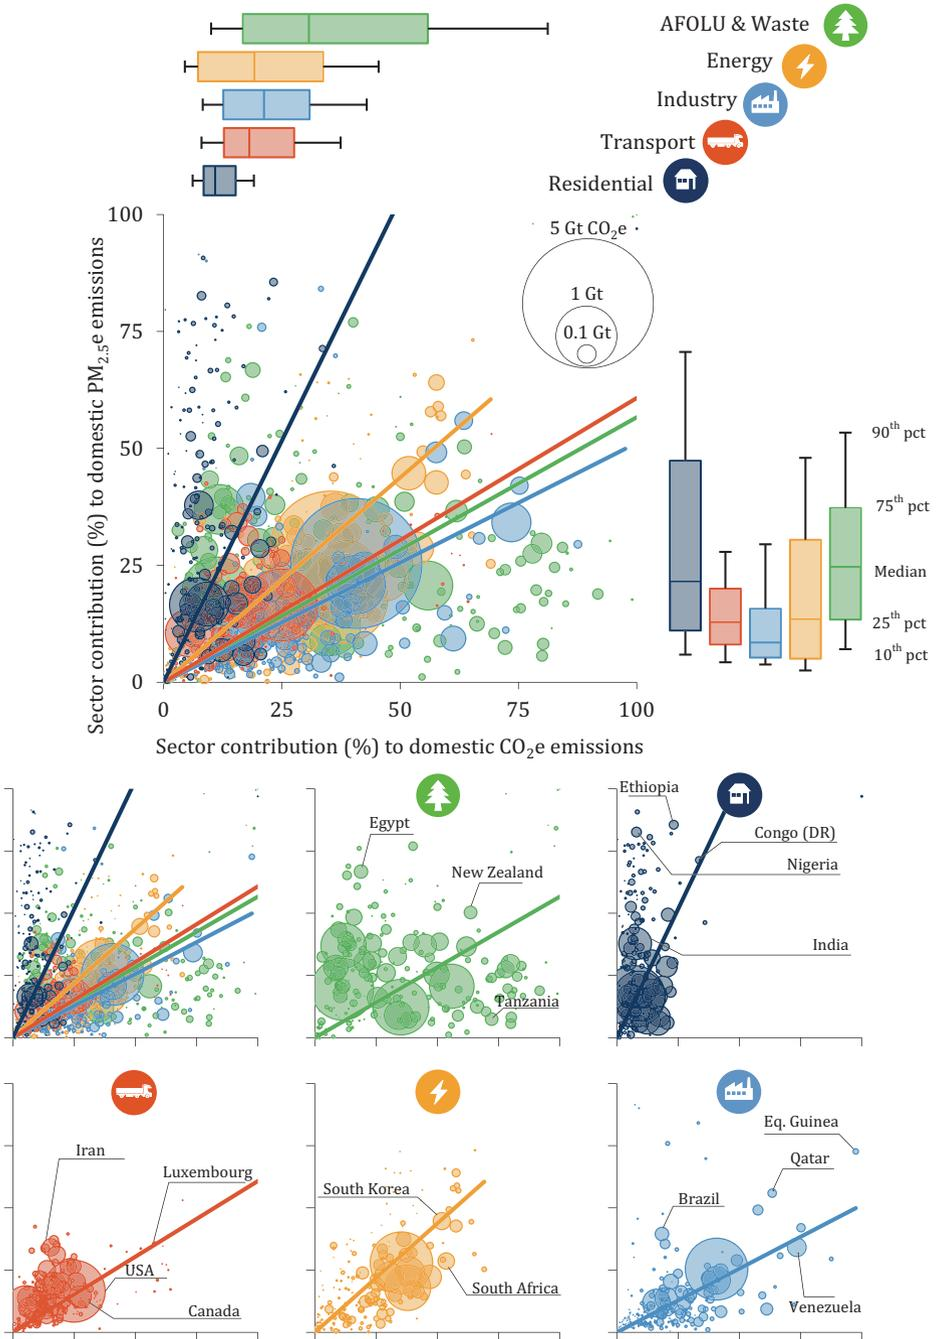 AFOLU & Waste
Energy
Industry
Transport
Residential
100
75
50
25
0
Sector contribution (%) to domestic PM2.5e emissions
5 Gt CO2e
1 Gt
0.1 Gt
90th pct
75th pct
Median
25th pct
10th pct
0 25 50 75 100
Sector contribution (%) to domestic CO2e emissions
Egypt
New Zealand
Tanzania
Ethiopia
Congo (DR)
Nigeria
India
Iran
Luxembourg
USA
Canada
South Korea
South Africa
Eq. Guinea
Qatar
Brazil
Venezuela